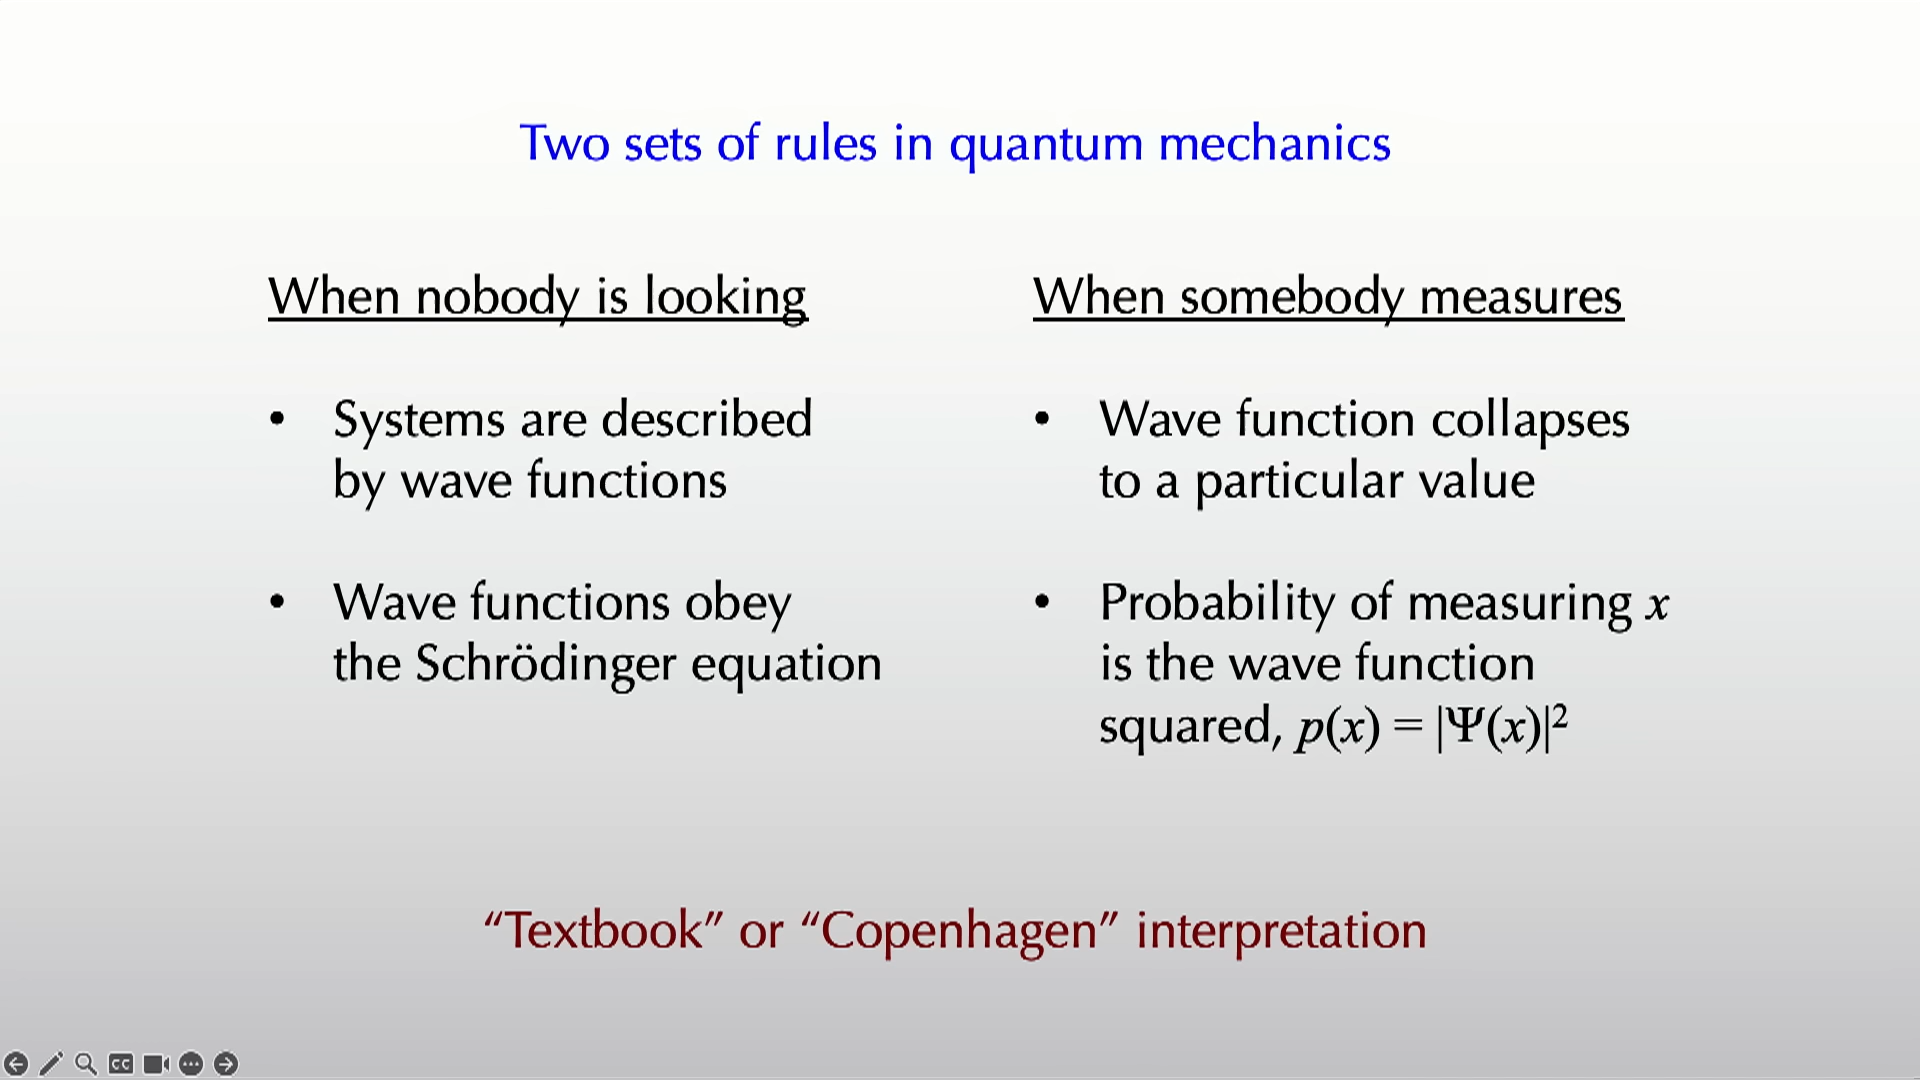 Two sets of rules in quantum mechanics
When nobody is looking
• Systems are described
by wave functions
• Wave functions obey
the Schrödinger equation
When somebody measures
• Wave function collapses
to a particular value
• Probability of measuring x
is the wave function
squared, p(x) = |Ψ(x)|²
“Textbook” or “Copenhagen” interpretation
CC